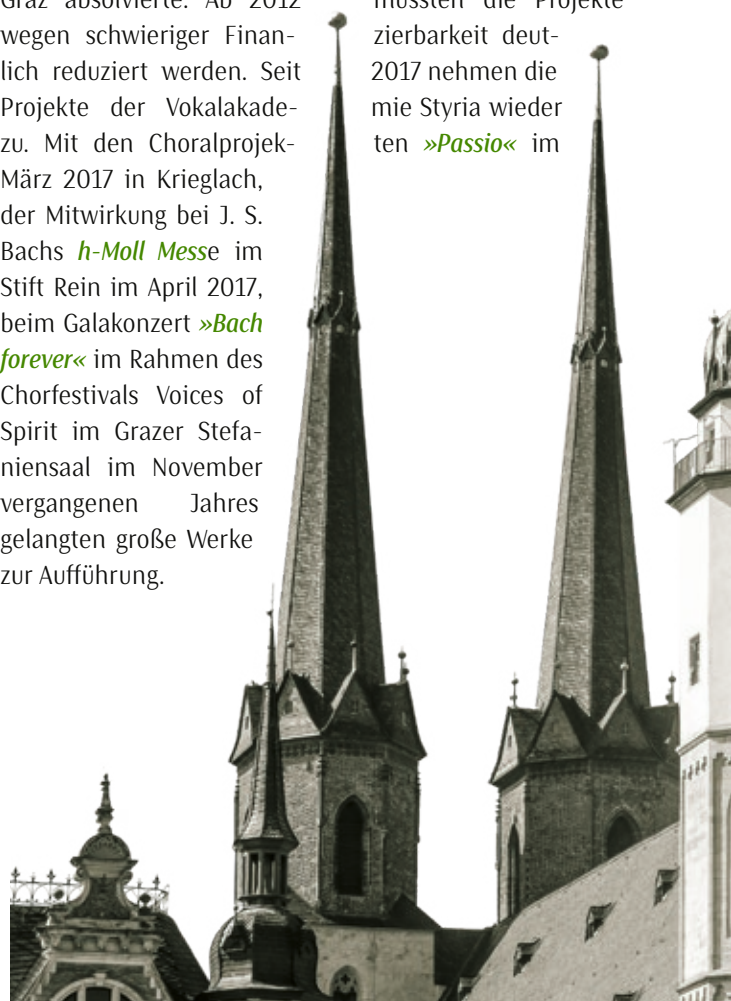 Graz absolvierte. Ab 2012 mussten die Projekte
wegen schwieriger Finan- zierbarkeit deut-
lich reduziert werden. Seit 2017 nehmen die
Projekte der Vokalakade- mie Styria wieder
zu. Mit den Choralprojek- ten »Passio« im
März 2017 in Krieglach,
der Mitwirkung bei J. S.
Bachs h-Moll Messe im
Stift Rein im April 2017,
beim Galakonzert »Bach
forever« im Rahmen des
Chorfestivals Voices of
Spirit im Grazer Stefa-
niensaal im November
vergangenen Jahres
gelangten große Werke
zur Aufführung.